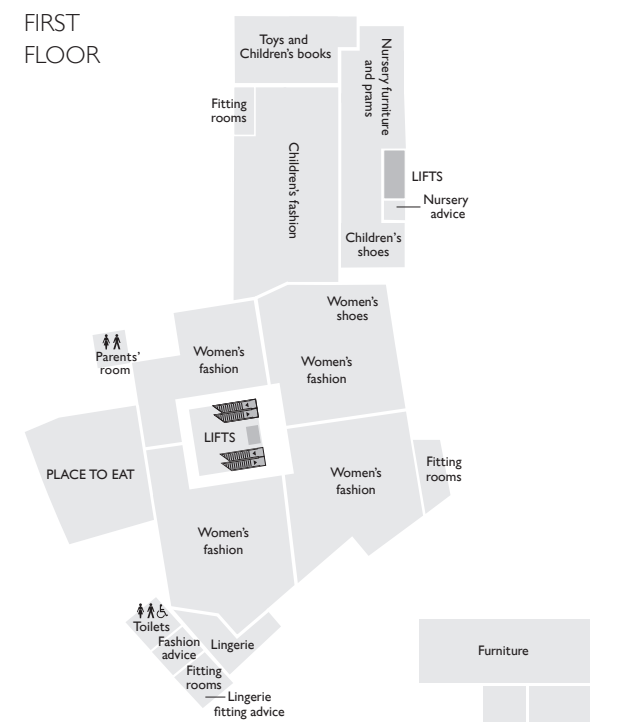 FIRST
FLOOR
Toys and
Children's books
Nursery furniture
and prams
Fitting
rooms
Children's fashion
LIFTS
Nursery
advice
Children's
shoes
Women's
shoes
Parents'
room
Women's
fashion
Women's
fashion
LIFTS
PLACE TO EAT
Women's
fashion
Fitting
rooms
Women's
fashion
Toilets
Fashion
advice
Lingerie
Fitting
rooms
Lingerie
fitting advice
Furniture